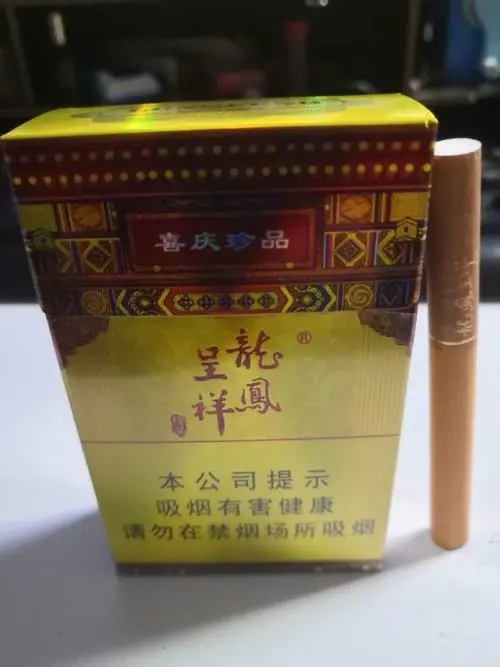 喜庆珍品
龍鳳
呈祥
®
本公司提示
吸烟有害健康
请勿在禁烟场所吸烟